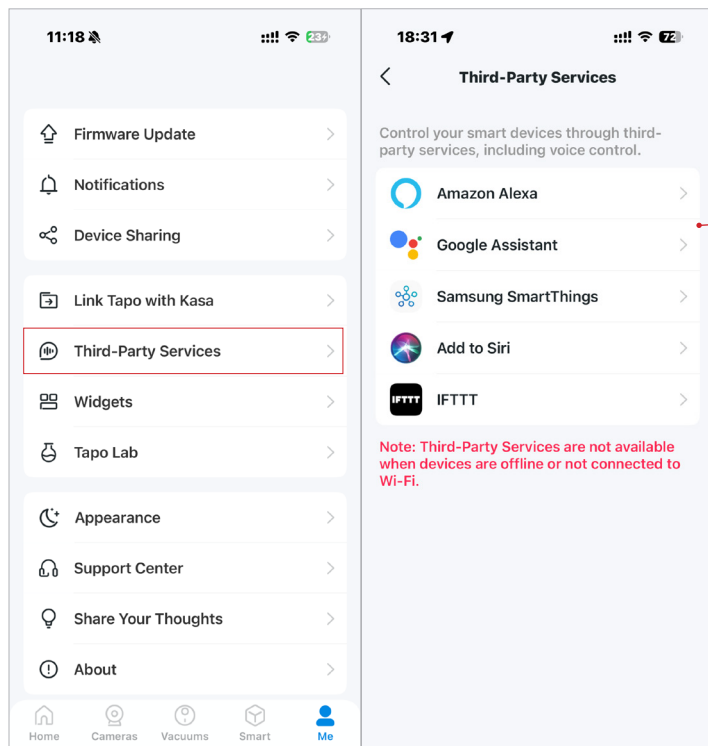 11:18
23+
Firmware Update
Notifications
Device Sharing
Link Tapo with Kasa
Third-Party Services
Widgets
Tapo Lab
Appearance
Support Center
Share Your Thoughts
About
Home
Cameras
Vacuums
Smart
Me
18:31
72
Third-Party Services
Control your smart devices through third-
party services, including voice control.
Amazon Alexa
Google Assistant
Samsung SmartThings
Add to Siri
IFTTT
IFTTT
Note: Third-Party Services are not available
when devices are offline or not connected to
Wi-Fi.